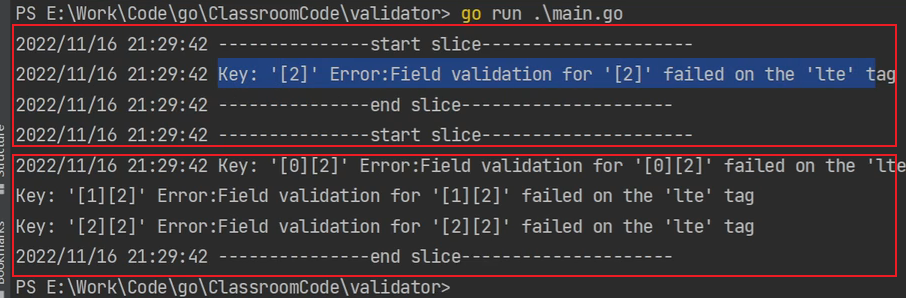 PS E:\Work\Code\go\ClassroomCode\validator> go run .\main.go
2022/11/16 21:29:42 ---------------start slice---------------------
2022/11/16 21:29:42 Key: '[2]' Error:Field validation for '[2]' failed on the 'lte' tag
2022/11/16 21:29:42 ---------------end slice---------------------
2022/11/16 21:29:42 ---------------start slice---------------------
2022/11/16 21:29:42 Key: '[0][2]' Error:Field validation for '[0][2]' failed on the 'lte
Key: '[1][2]' Error:Field validation for '[1][2]' failed on the 'lte' tag
Key: '[2][2]' Error:Field validation for '[2][2]' failed on the 'lte' tag
2022/11/16 21:29:42 ---------------end slice---------------------
PS E:\Work\Code\go\ClassroomCode\validator>
Structure
Bookmarks